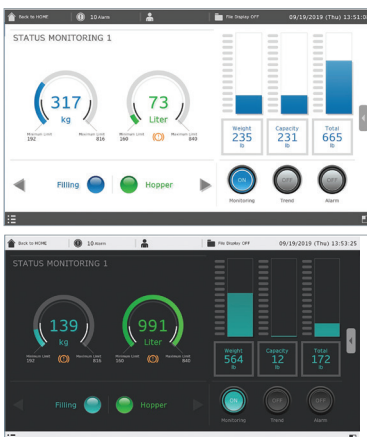 Back to HOME 10 Alarm File Display OFF 09/19/2019 (Thu) 13:51:0
STATUS MONITORING 1
317
kg
73
Liter
Minimum Limit
192
Maximum Limit
816
Minimum Limit
160
Maximum Limit
840
Weight
235
lb
Capacity
231
lb
Total
665
lb
Filling
Hopper
ON
OFF
OFF
Monitoring
Trend
Alarm
Back to HOME 10 Alarm File Display OFF 09/19/2019 (Thu) 13:53:25
STATUS MONITORING 1
139
kg
991
Liter
Minimum Limit
192
Maximum Limit
816
Minimum Limit
160
Maximum Limit
840
Weight
564
lb
Capacity
12
lb
Total
172
lb
Filling
Hopper
ON
OFF
OFF
Monitoring
Trend
Alarm